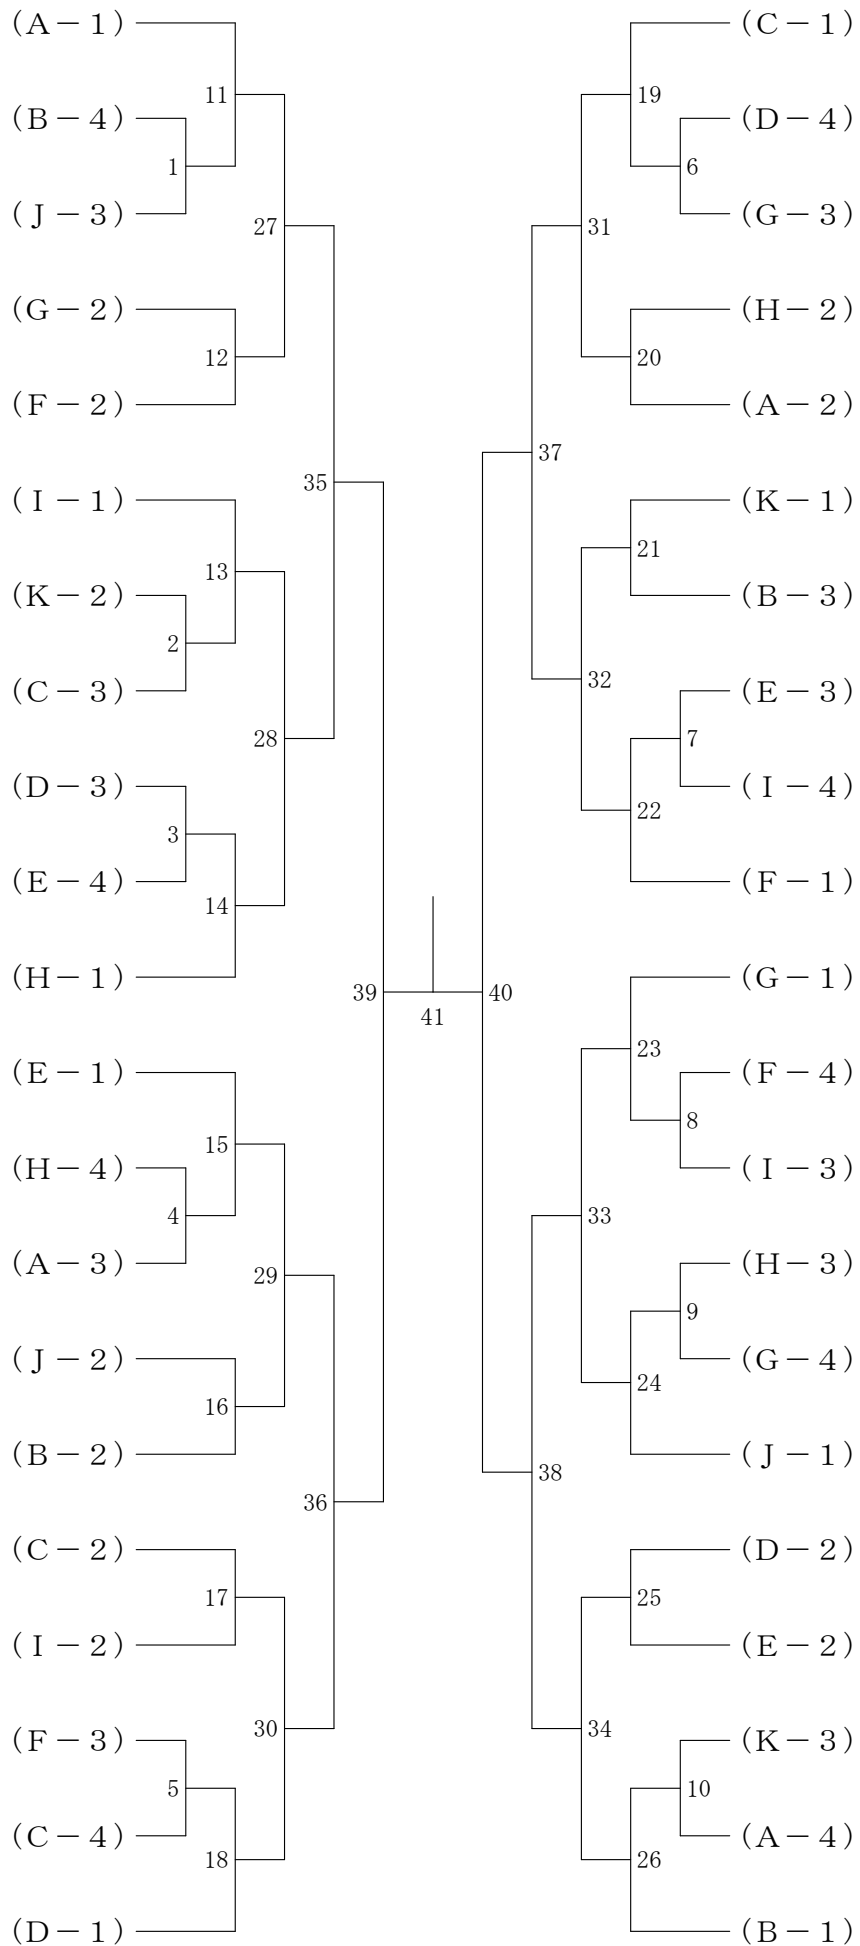 (A－1) (C－1)
11 19
(B－4) (D－4)
1 6
(J－3) (G－3)
27 31
(G－2) (H－2)
12 20
(F－2) (A－2)
37
35
(I－1) (K－1)
21
13
(K－2) (B－3)
2
32
(C－3) (E－3)
28 7
(D－3) (I－4)
22
3
(E－4) (F－1)
14
(H－1) (G－1)
39 40
41
23
(E－1) (F－4)
8
15
(H－4) (I－3)
4 33
(A－3) (H－3)
29
9
(J－2) (G－4)
24
16
(B－2) (J－1)
38
36
(C－2) (D－2)
17 25
(I－2) (E－2)
30 34
(F－3) (K－3)
5 10
(C－4) (A－4)
18 26
(D－1) (B－1)